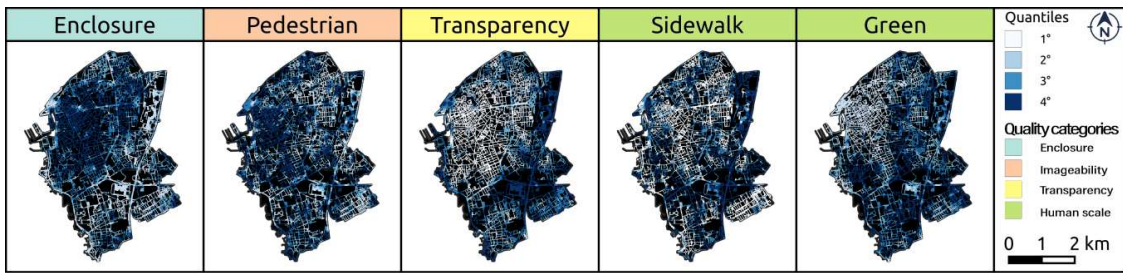 Enclosure
Pedestrian
Transparency
Sidewalk
Green
Quantiles
N
1°
2°
3°
4°
Quality categories
Enclosure
Imageability
Transparency
Human scale
0 1 2 km